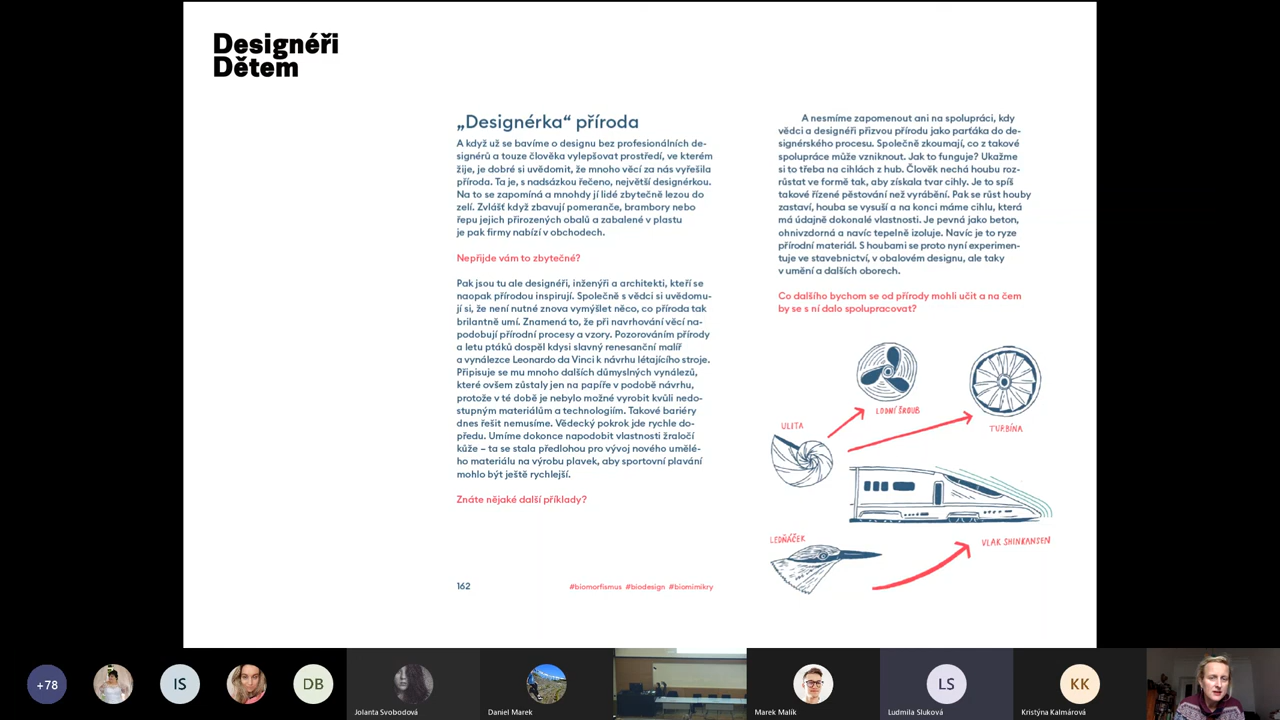 Designéři
Dětem
„Designérka“ příroda
A když už se bavíme o designu bez profesionálních de-
signérů a touze člověka vylepšovat prostředí, ve kterém
žije, je dobré si uvědomit, že mnoho věcí za nás vyřešila
příroda. Ta je, s nadsázkou řečeno, největší designérkou.
Na to se zapomíná a mnohdy jí lidé zbytečně lezou do
zelí. Zvlášť když zbavují pomeranče, brambory nebo
řepu jejich přirozených obalů a zabalené v plastu
je pak firmy nabízí v obchodech.
Nepřijde vám to zbytečné?
Pak jsou tu ale designéři, inženýři a architekti, kteří se
naopak přírodou inspirují. Společně s vědci si uvědomu-
jí si, že není nutné znova vymýšlet něco, co příroda tak
brilantně umí. Znamená to, že při navrhování věcí na-
podobují přírodní procesy a vzory. Pozorováním přírody
a letu ptáků dospěl kdysi slavný renesanční malíř
a vynálezce Leonardo da Vinci k návrhu létajícího stroje.
Připisuje se mu mnoho dalších důmyslných vynálezů,
které ovšem zůstaly jen na papíře v podobě návrhu,
protože v té době je nebylo možné vyrobit kvůli nedo-
stupným materiálům a technologiím. Takové bariéry
dnes řešit nemusíme. Vědecký pokrok jde rychle do-
předu. Umíme dokonce napodobit vlastnosti žraločí
kůže – ta se stala předlohou pro vývoj nového umělé-
ho materiálu na výrobu plavek, aby sportovní plavání
mohlo být ještě rychlejší.
Znáte nějaké další příklady?
162
#biomorfismus #biodesign #biomimikry
A nesmíme zapomenout ani na spolupráci, kdy
vědci a designéři přizvou přírodu jako parťáka do de-
signérského procesu. Společně zkoumají, co z takové
spolupráce může vzniknout. Jak to funguje? Ukažme
si to třeba na cihlách z hub. Člověk nechá houbu roz-
růstat ve formě tak, aby získala tvar cihly. Je to spíš
takové řízené pěstování než vyrábění. Pak se růst houby
zastaví, houba se vysuší a na konci máme cihlu, která
má údajně dokonalé vlastnosti. Je pevná jako beton,
ohnivzdorná a navíc tepelně izoluje. Navíc je to ryze
přírodní materiál. S houbami se proto nyní experimen-
tuje ve stavebnictví, v obalovém designu, ale taky
v umění a dalších oborech.
Co dalšího bychom se od přírody mohli učit a na čem
by se s ní dalo spolupracovat?
LODNÍ ŠROUB
ULITA
TURBÍNA
LEDŇÁČEK
VLAK SHINKANSEN
+78
IS
DB
LS
KK
Jolanta Svobodová
Daniel Marek
Marek Malík
Ludmila Sluková
Kristýna Kalmárová